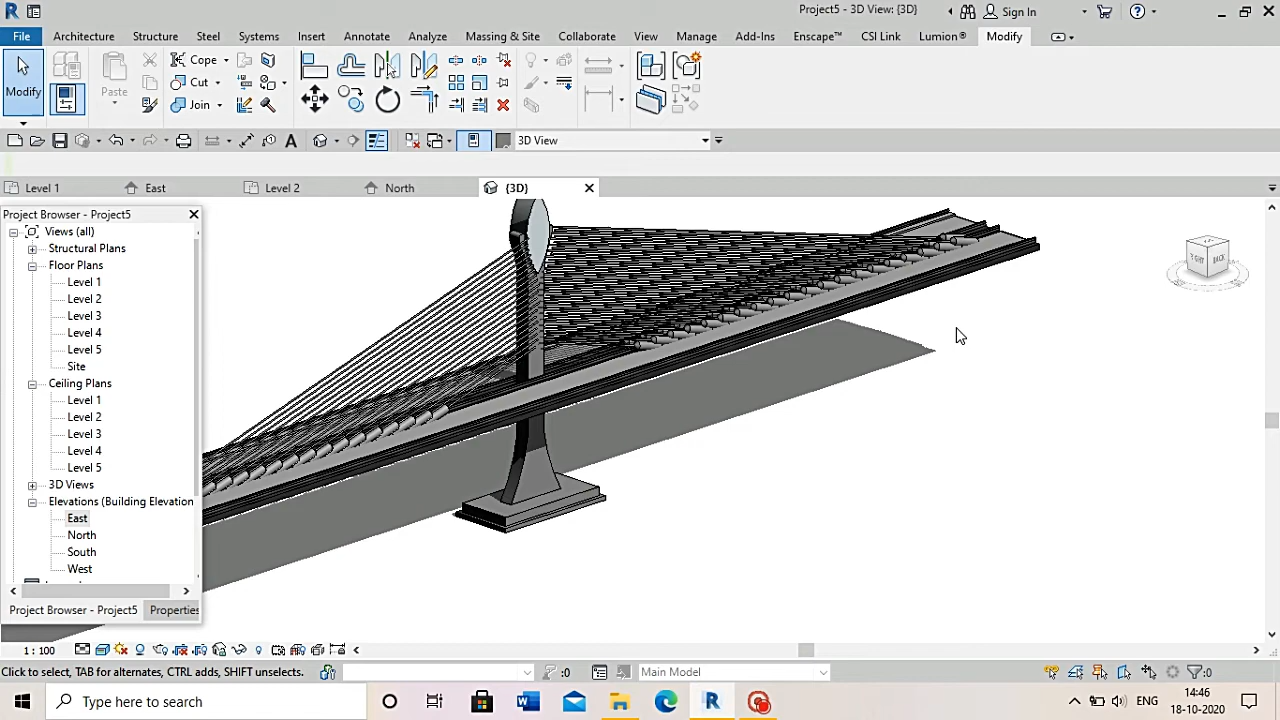 Project5 - 3D View: {3D}
Sign In
File
Architecture
Structure
Steel
Systems
Insert
Annotate
Analyze
Massing & Site
Collaborate
View
Manage
Add-Ins
Enscape™
CSI Link
Lumion®
Modify
Modify
Paste
Cope
Cut
Join
A
3D View
Level 1
East
Level 2
North
{3D}
Project Browser - Project5
Views (all)
Structural Plans
Floor Plans
Level 1
Level 2
Level 3
Level 4
Level 5
Site
Ceiling Plans
Level 1
Level 2
Level 3
Level 4
Level 5
3D Views
Elevations (Building Elevation
East
North
South
West
Project Browser - Project5
Properties
RIGHT
BACK
1 : 100
Click to select, TAB for alternates, CTRL adds, SHIFT unselects.
:0
Main Model
:0
Type here to search
ENG
14:46
18-10-2020